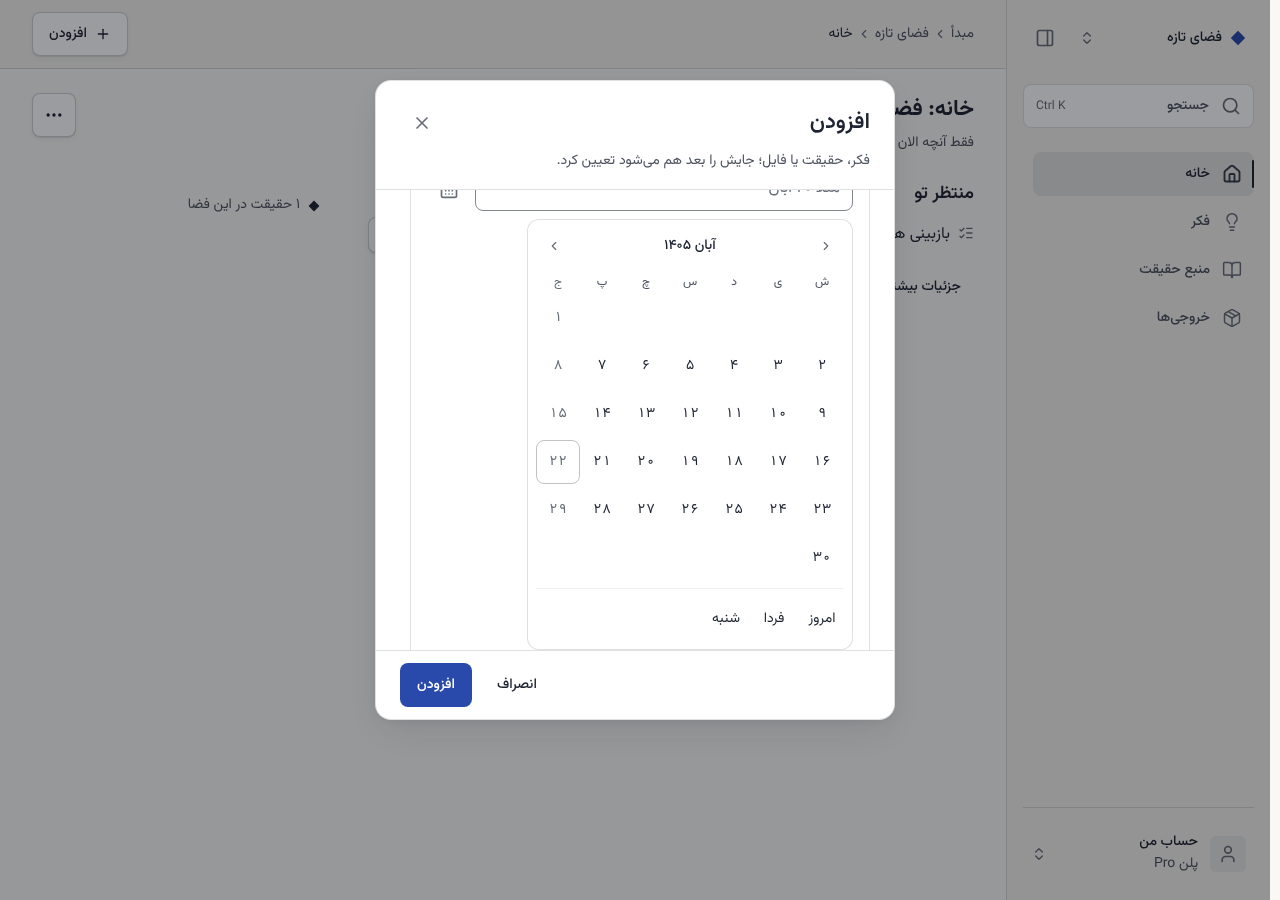 فضای تازه
جستجو
Ctrl K
خانه
فکر
منبع حقیقت
خروجی‌ها
حساب من
پلن Pro
مبدأ
فضای تازه
خانه
افزودن
خانه:
فقط آنچه الان
منتظر تو
بازبینی
جزئیات
۱ حقیقت در این فضا
افزودن
فکر، حقیقت یا فایل؛ جایش را بعد هم می‌شود تعیین کرد.
آبان ۱۴۰۵
ش ی د س چ پ ج
۱
۲ ۳ ۴ ۵ ۶ ۷ ۸
۹ ۱۰ ۱۱ ۱۲ ۱۳ ۱۴ ۱۵
۱۶ ۱۷ ۱۸ ۱۹ ۲۰ ۲۱ ۲۲
۲۳ ۲۴ ۲۵ ۲۶ ۲۷ ۲۸ ۲۹
۳۰
امروز فردا شنبه
انصراف
افزودن